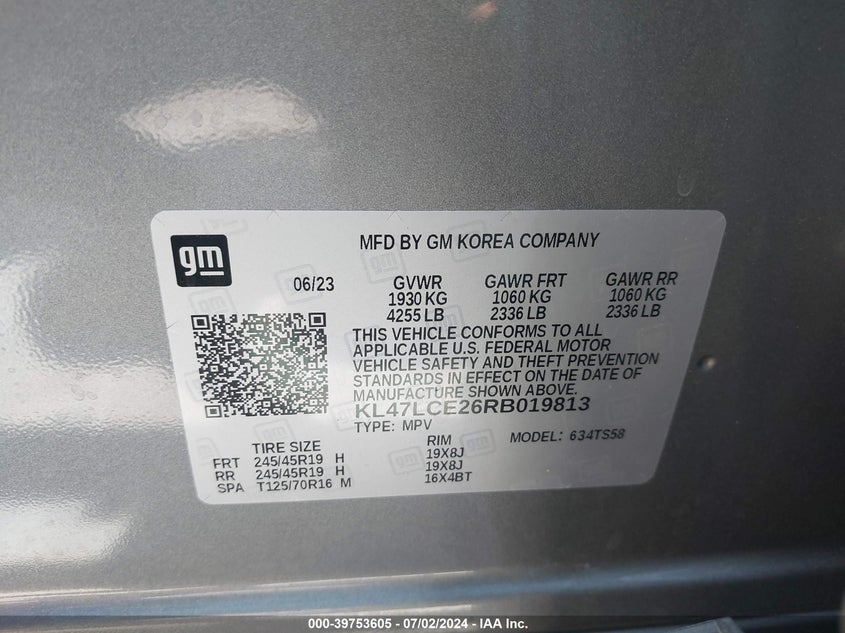 gm
MFD BY GM KOREA COMPANY
06/23 GVWR GAWR FRT GAWR RR
1930 KG 1060 KG 1060 KG
4255 LB 2336 LB 2336 LB
THIS VEHICLE CONFORMS TO ALL
APPLICABLE U.S. FEDERAL MOTOR
VEHICLE SAFETY AND THEFT PREVENTION
STANDARDS IN EFFECT ON THE DATE OF
MANUFACTURE SHOWN ABOVE.
KL47LCE26RB019813
TYPE: MPV
MODEL: 634TS58
TIRE SIZE RIM
FRT 245/45R19 H 19X8J
RR 245/45R19 H 19X8J
SPA T125/70R16 M 16X4BT
000-39753605 - 07/02/2024 - IAA Inc.